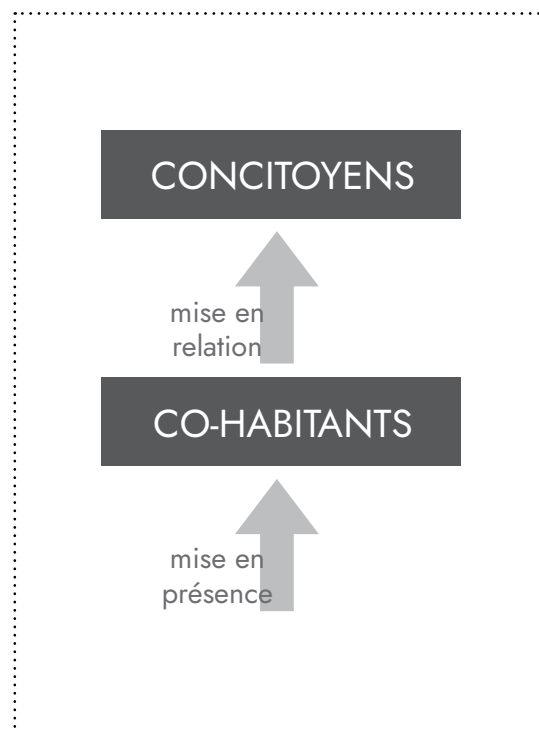 CONCITOYENS
mise en
relation
CO-HABITANTS
mise en
présence